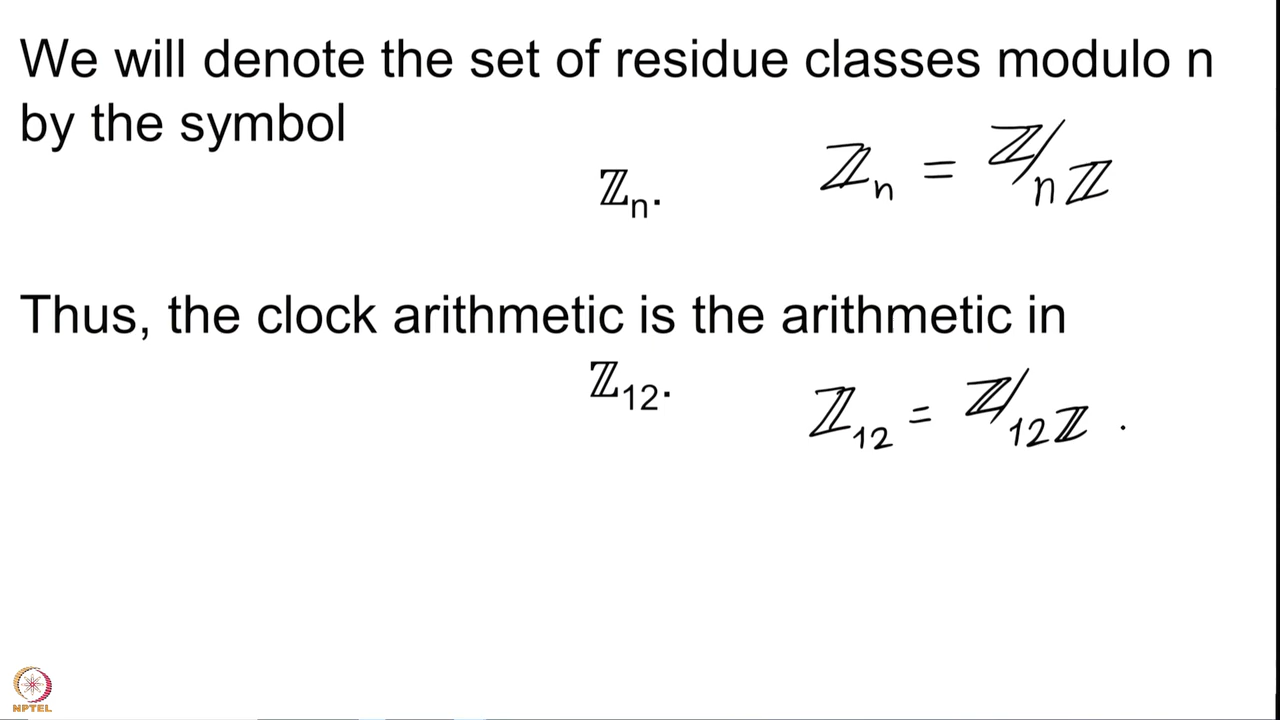 We will denote the set of residue classes modulo n
by the symbol
ℤₙ. ℤₙ = ℤ/nℤ
Thus, the clock arithmetic is the arithmetic in
ℤ₁₂. ℤ₁₂ = ℤ/12ℤ .
NPTEL